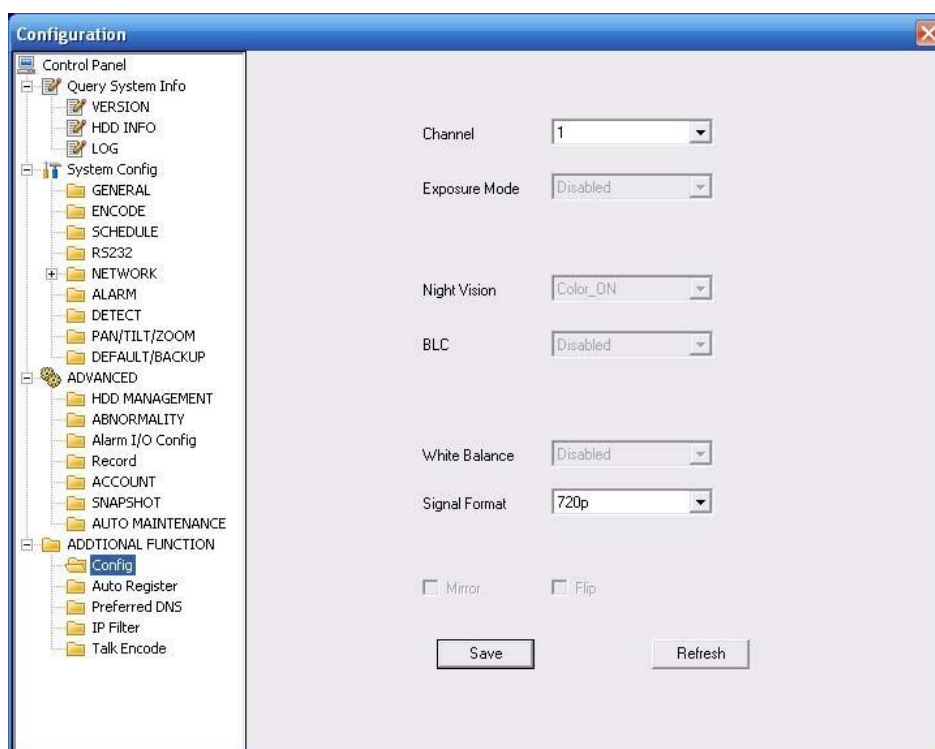 Configuration
Control Panel
Query System Info
VERSION
HDD INFO
LOG
System Config
GENERAL
ENCODE
SCHEDULE
RS232
NETWORK
ALARM
DETECT
PAN/TILT/ZOOM
DEFAULT/BACKUP
ADVANCED
HDD MANAGEMENT
ABNORMALITY
Alarm I/O Config
Record
ACCOUNT
SNAPSHOT
AUTO MAINTENANCE
ADDTIONAL FUNCTION
Config
Auto Register
Preferred DNS
IP Filter
Talk Encode
Channel 1
Exposure Mode Disabled
Night Vision Color_ON
BLC Disabled
White Balance Disabled
Signal Format 720p
Mirror Flip
Save Refresh